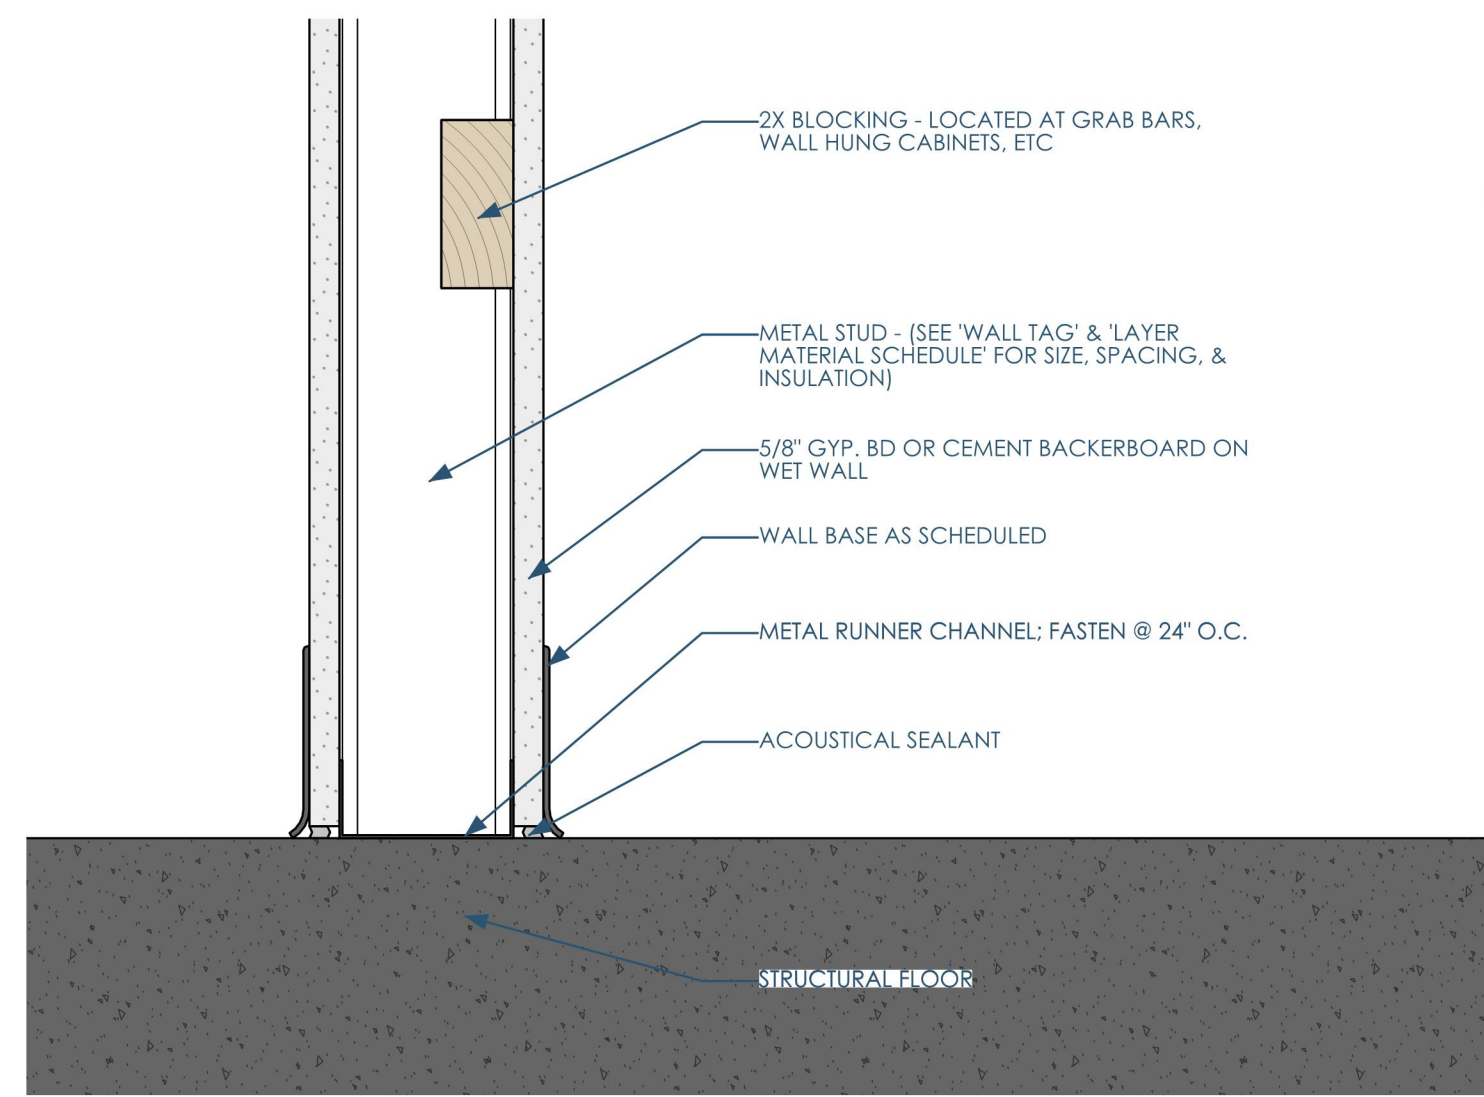 2X BLOCKING - LOCATED AT GRAB BARS,
WALL HUNG CABINETS, ETC
METAL STUD - (SEE 'WALL TAG' & 'LAYER
MATERIAL SCHEDULE' FOR SIZE, SPACING, &
INSULATION)
5/8" GYP. BD OR CEMENT BACKERBOARD ON
WET WALL
WALL BASE AS SCHEDULED
METAL RUNNER CHANNEL; FASTEN @ 24" O.C.
ACOUSTICAL SEALANT
STRUCTURAL FLOOR